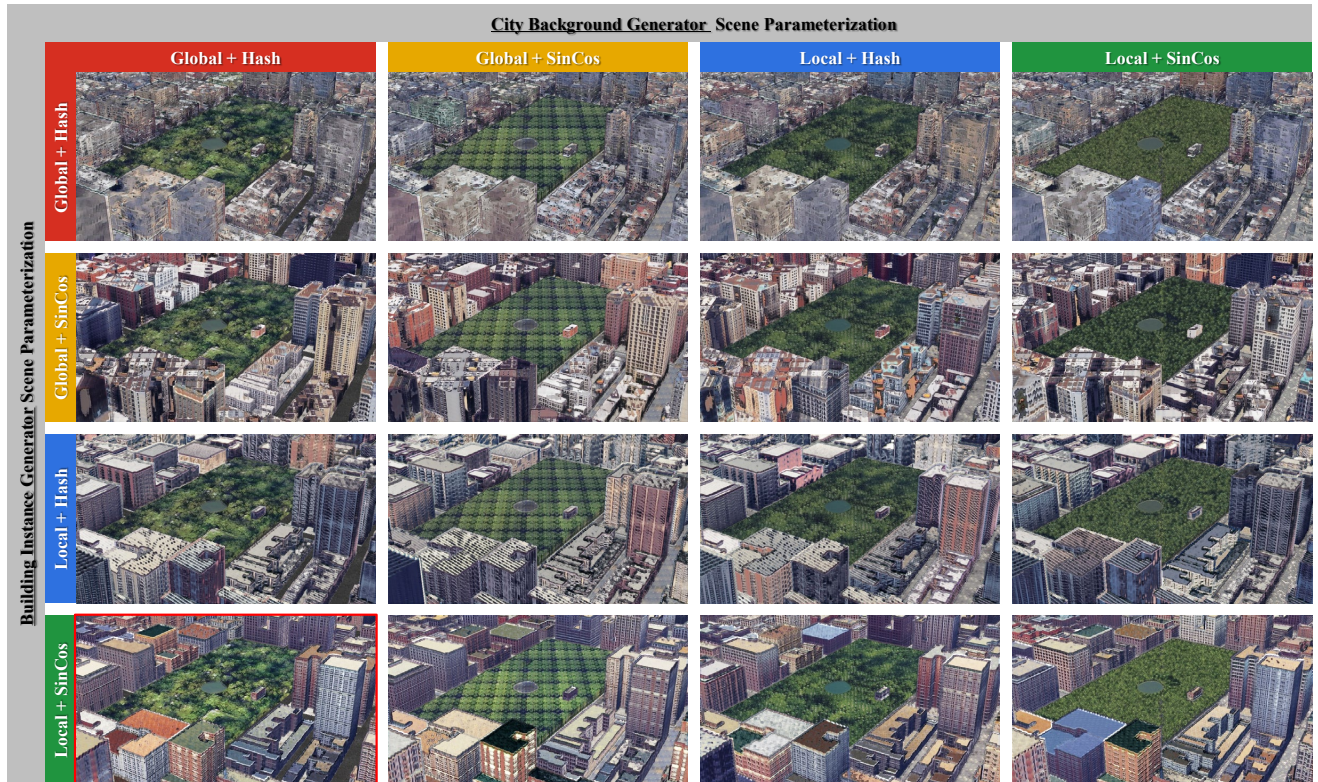 City Background Generator Scene Parameterization
Global + Hash
Global + SinCos
Local + Hash
Local + SinCos
Building Instance Generator Scene Parameterization
Global + Hash
Global + SinCos
Local + Hash
Local + SinCos